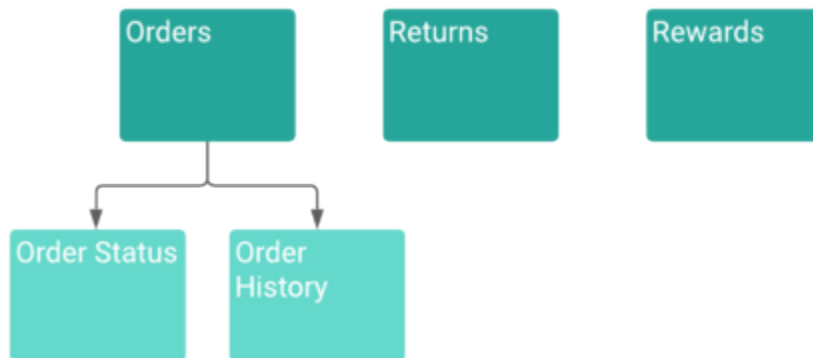 Orders
Returns
Rewards
Order Status
Order
History